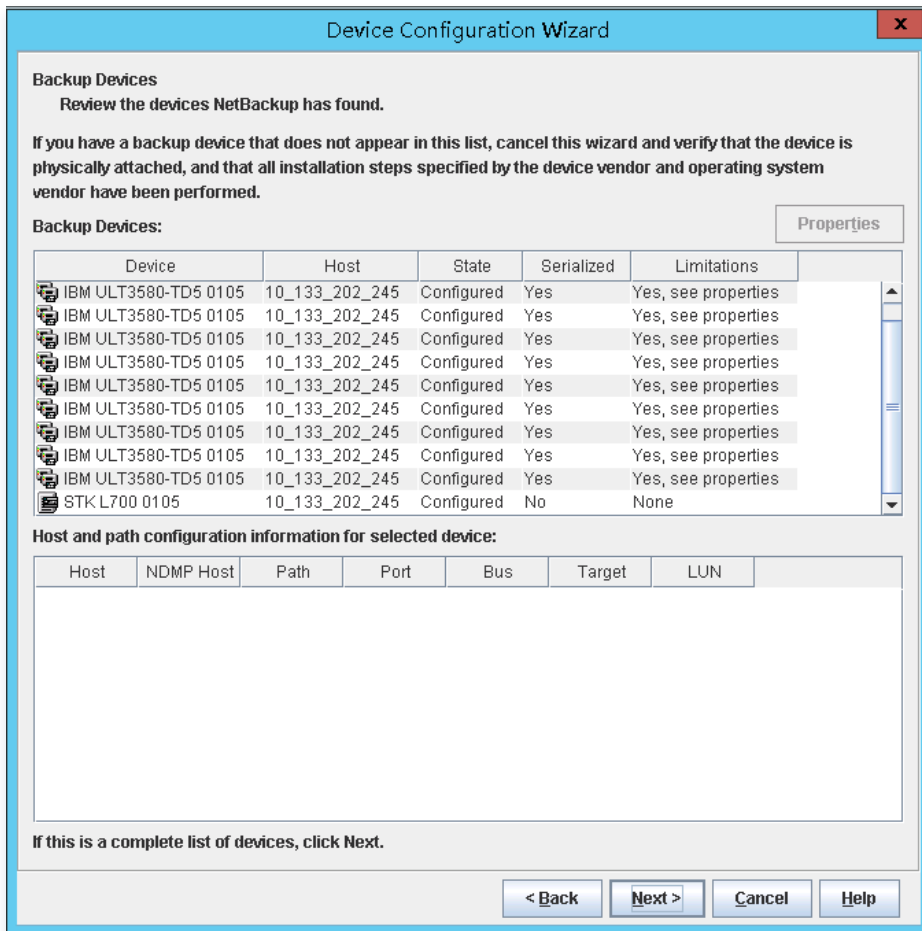 Device Configuration Wizard
x
Backup Devices
Review the devices NetBackup has found.
If you have a backup device that does not appear in this list, cancel this wizard and verify that the device is
physically attached, and that all installation steps specified by the device vendor and operating system
vendor have been performed.
Backup Devices:
Properties
Device Host State Serialized Limitations
IBM ULT3580-TD5 0105 10_133_202_245 Configured Yes Yes, see properties
IBM ULT3580-TD5 0105 10_133_202_245 Configured Yes Yes, see properties
IBM ULT3580-TD5 0105 10_133_202_245 Configured Yes Yes, see properties
IBM ULT3580-TD5 0105 10_133_202_245 Configured Yes Yes, see properties
IBM ULT3580-TD5 0105 10_133_202_245 Configured Yes Yes, see properties
IBM ULT3580-TD5 0105 10_133_202_245 Configured Yes Yes, see properties
IBM ULT3580-TD5 0105 10_133_202_245 Configured Yes Yes, see properties
IBM ULT3580-TD5 0105 10_133_202_245 Configured Yes Yes, see properties
IBM ULT3580-TD5 0105 10_133_202_245 Configured Yes Yes, see properties
STK L700 0105 10_133_202_245 Configured No None
Host and path configuration information for selected device:
Host NDMP Host Path Port Bus Target LUN
If this is a complete list of devices, click Next.
< Back Next > Cancel Help